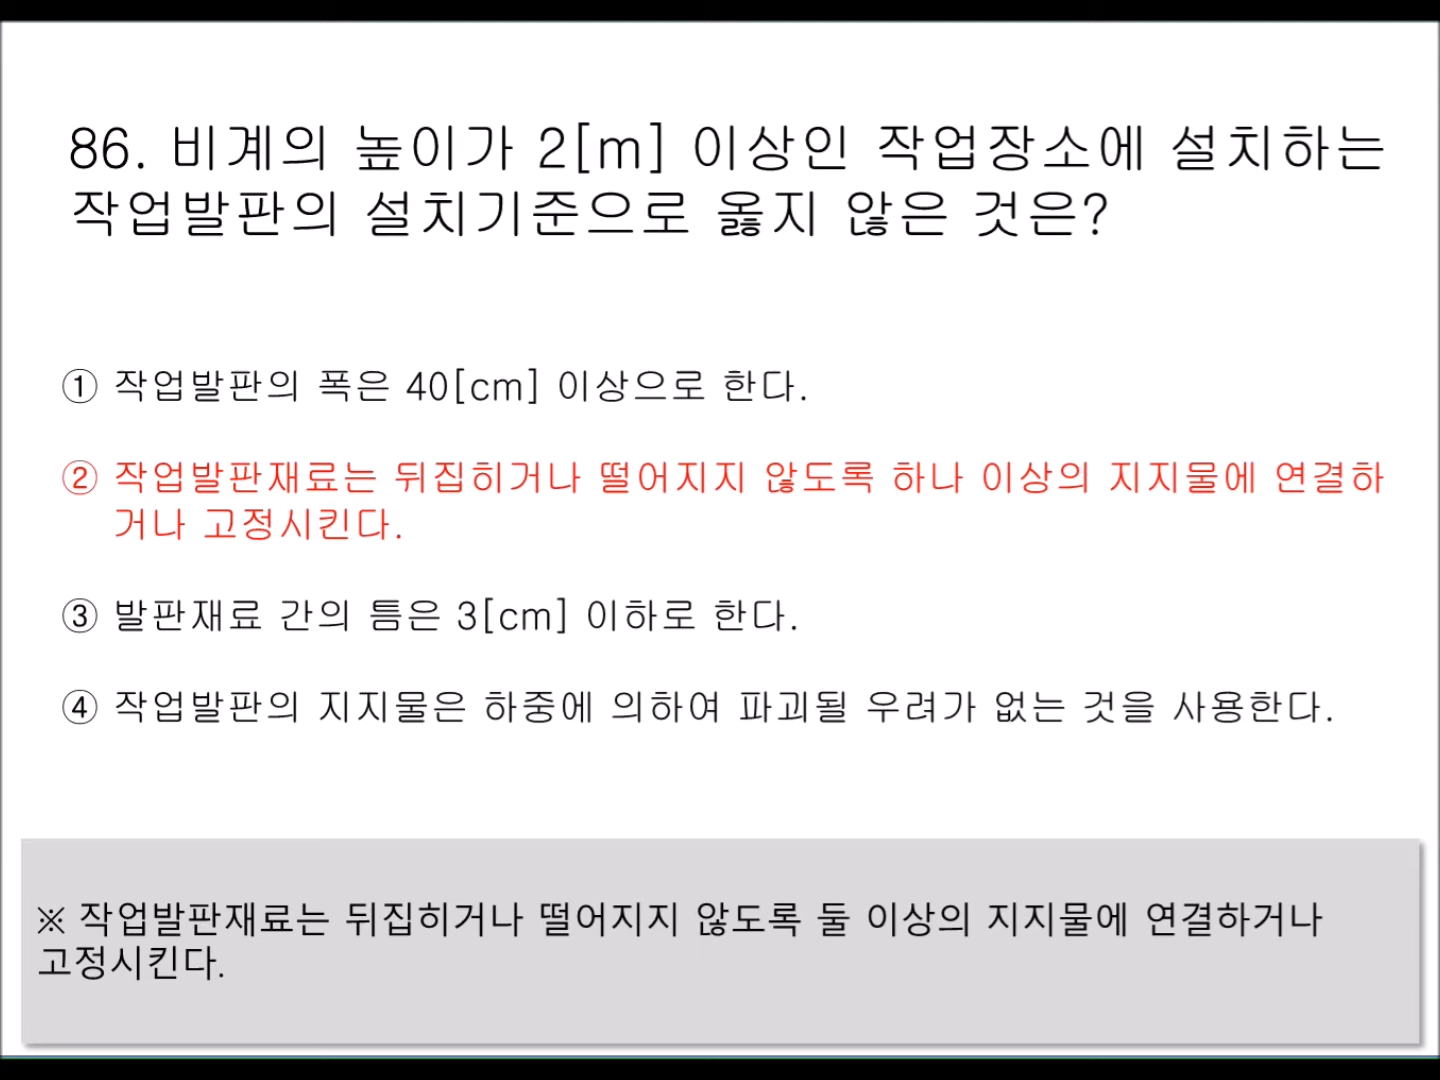 86. 비계의 높이가 2[m] 이상인 작업장소에 설치하는
작업발판의 설치기준으로 옳지 않은 것은?
① 작업발판의 폭은 40[cm] 이상으로 한다.
② 작업발판재료는 뒤집히거나 떨어지지 않도록 하나 이상의 지지물에 연결하
거나 고정시킨다.
③ 발판재료 간의 틈은 3[cm] 이하로 한다.
④ 작업발판의 지지물은 하중에 의하여 파괴될 우려가 없는 것을 사용한다.
※ 작업발판재료는 뒤집히거나 떨어지지 않도록 둘 이상의 지지물에 연결하거나
고정시킨다.